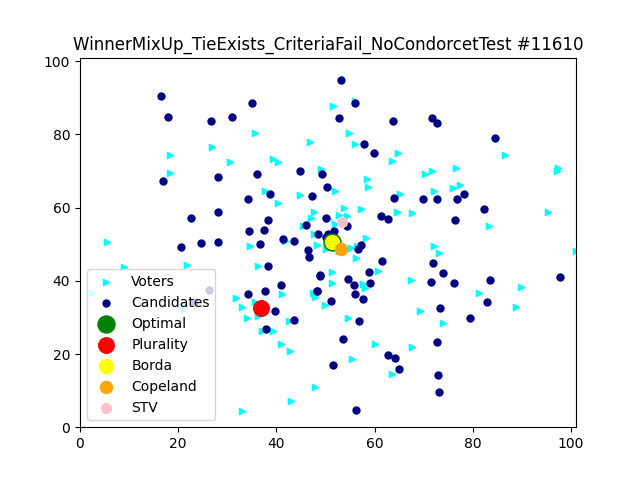 WinnerMixUp_TieExists_CriteriaFail_NoCondorcetTest #11610
100
80
60
40
20
0
0
20
40
60
80
100
Voters
Candidates
Optimal
Plurality
Borda
Copeland
STV